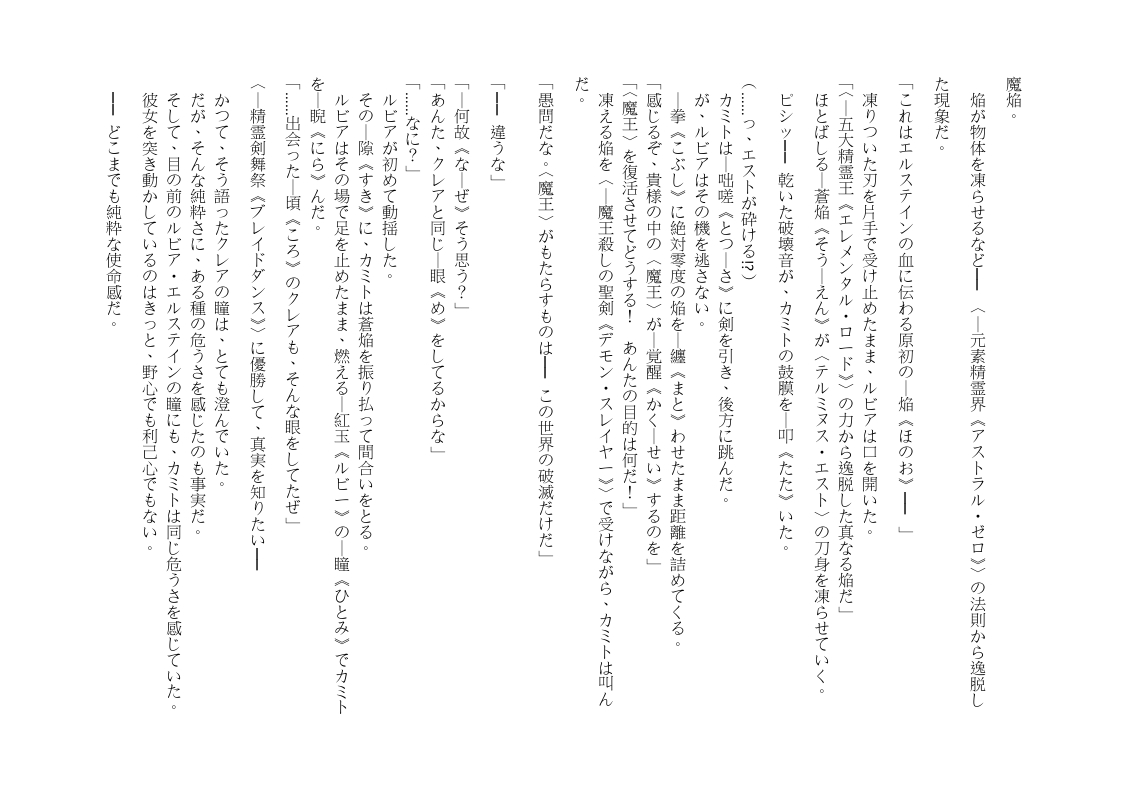 魔焔。
焔が物体を凍らせるなど━━　〈―元素精霊界《アストラル・ゼロ》〉の法則から逸脱し
た現象だ。
「これはエルステインの血に伝わる原初の―焔《ほのお》━━　」
凍りついた刃を片手で受け止めたまま、ルビアは口を開いた。
「〈―五大精霊王《エレメンタル・ロード》〉の力から逸脱した真なる焔だ」
ほとばしる―蒼焔《そう―えん》が〈テルミヌス・エスト〉の刀身を凍らせていく。
ピシッ━━　乾いた破壊音が、カミトの鼓膜を―叩《たた》いた。
（……っ、エストが砕ける!?）
カミトは―咄嗟《とつ―さ》に剣を引き、後方に跳んだ。
が、ルビアはその機を逃さない。
―拳《こぶし》に絶対零度の焔を―纏《まと》わせたまま距離を詰めてくる。
「感じるぞ、貴様の中の〈魔王〉が―覚醒《かく―せい》するのを」
「〈魔王〉を復活させてどうする！　あんたの目的は何だ！」
凍える焔を〈―魔王殺しの聖剣《デモン・スレイヤー》〉で受けながら、カミトは叫ん
だ。
「愚問だな。〈魔王〉がもたらすものは━━　この世界の破滅だけだ」
「━━　違うな」
「―何故《な―ぜ》そう思う？」
「あんた、クレアと同じ―眼《め》をしてるからな」
「……なに？」
ルビアが初めて動揺した。
その―隙《すき》に、カミトは蒼焔を振り払って間合いをとる。
ルビアはその場で足を止めたまま、燃える―紅玉《ルビー》の―瞳《ひとみ》でカミト
を―睨《にら》んだ。
「……出会った―頃《ころ》のクレアも、そんな眼をしてたぜ」
〈―精霊剣舞祭《ブレイドダンス》〉に優勝して、真実を知りたい━━
かつて、そう語ったクレアの瞳は、とても澄んでいた。
だが、そんな純粋さに、ある種の危うさを感じたのも事実だ。
そして、目の前のルビア・エルステインの瞳にも、カミトは同じ危うさを感じていた。
彼女を突き動かしているのはきっと、野心でも利己心でもない。
━━　どこまでも純粋な使命感だ。